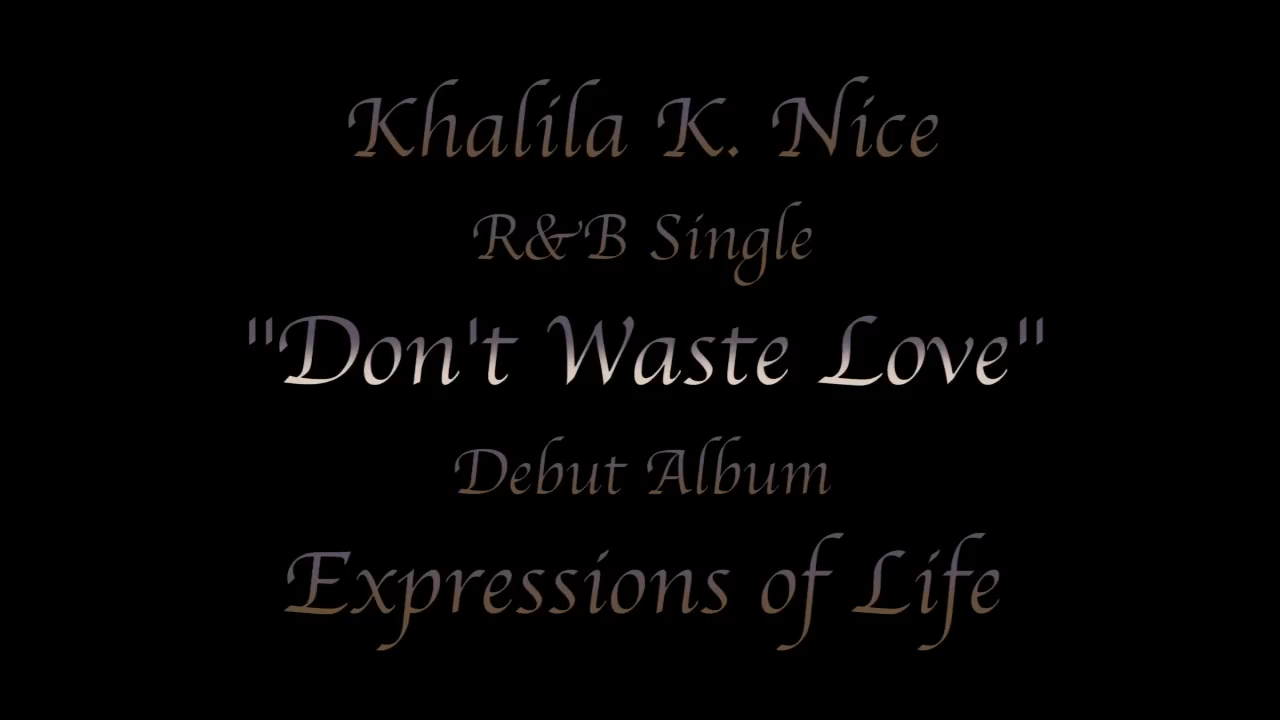 Khalila K. Nice
R&B Single
"Don't Waste Love"
Debut Album
Expressions of Life